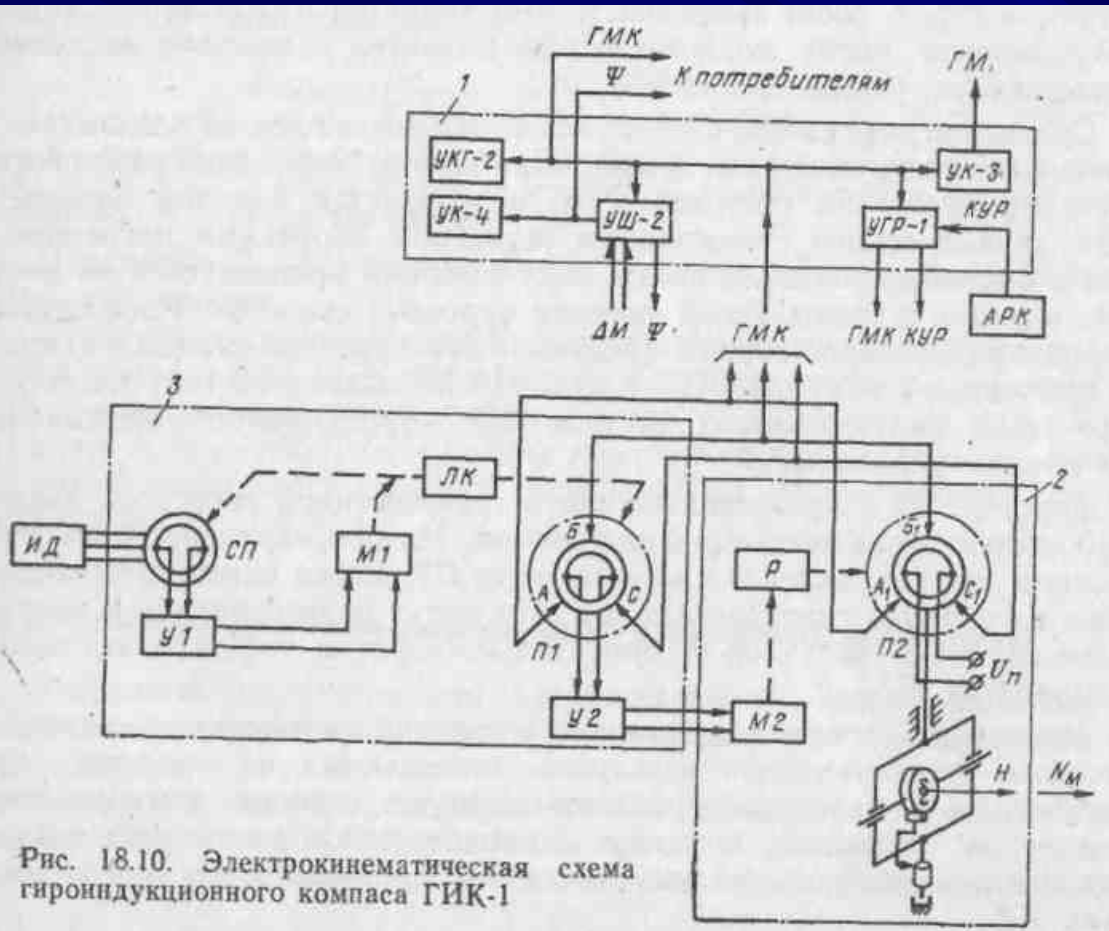 ГМК
Ψ
К потребителям
ГМ
1
УКГ-2
УК-3
УК-4
УШ-2
УГР-1
КУР
АРК
ΔМ
Ψ
ГМК КУР
ГМК
3
2
ЛК
ИД
СП
М1
У1
Б
А
С
П1
У2
Р
М2
Б₁
А₁
С₁
П2
Uп
H
Nм
Рис. 18.10. Электрокинематическая схема
гироиндукционного компаса ГИК-1